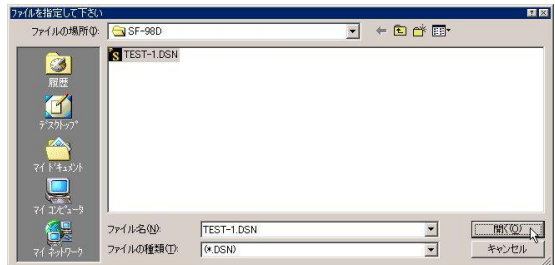 ファイルを指定して下さい
ファイルの場所(I):
SF-98D
TEST-1.DSN
履歴
デスクトップ
マイ ドキュメント
マイ コンピュータ
マイ ネットワーク
ファイル名(N):
TEST-1.DSN
開く(O)
ファイルの種類(T):
(*.DSN)
キャンセル